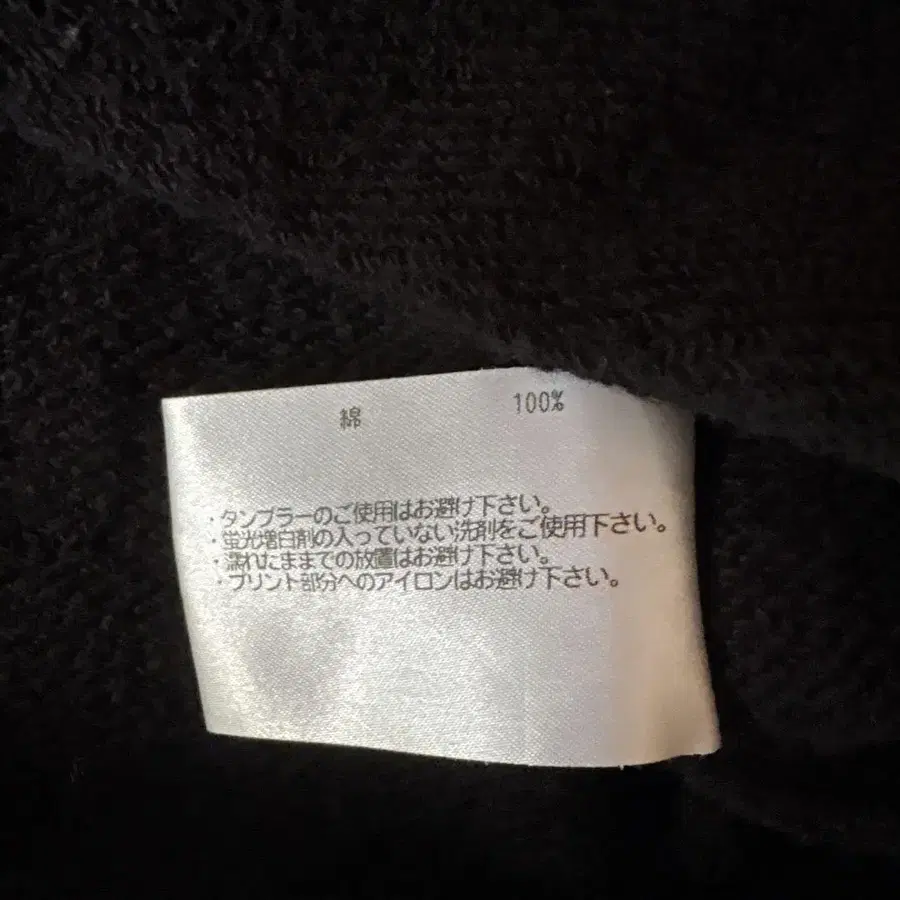 綿 100%
・タンブラーのご使用はお避け下さい。
・蛍光増白剤の入っていない洗剤をご使用下さい。
・濡れたままでの放置はお避け下さい。
・プリント部分へのアイロンはお避け下さい。